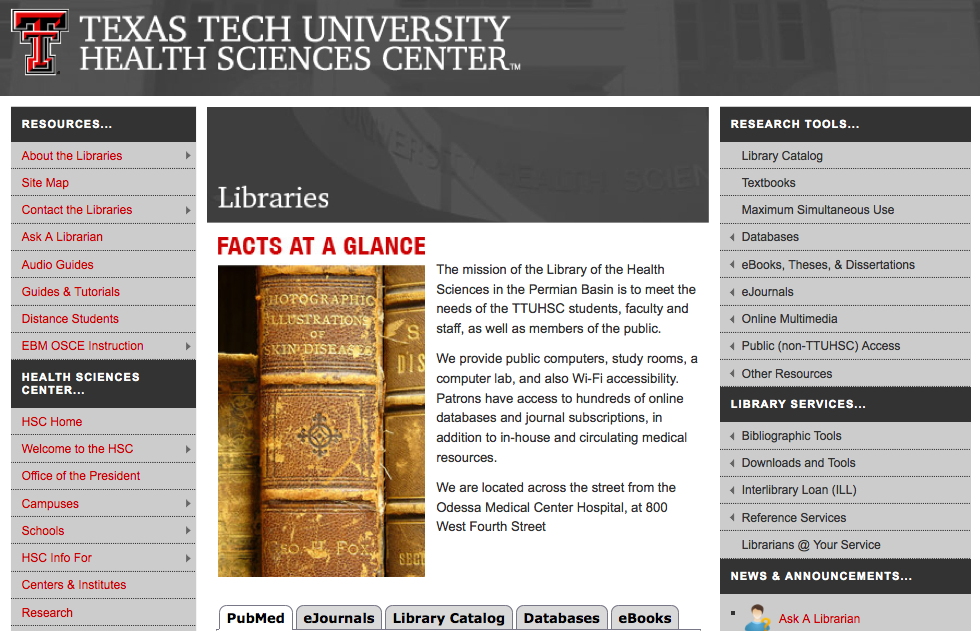 TEXAS TECH UNIVERSITY
HEALTH SCIENCES CENTER™
RESOURCES...
About the Libraries
Site Map
Contact the Libraries
Ask A Librarian
Audio Guides
Guides & Tutorials
Distance Students
EBM OSCE Instruction
HEALTH SCIENCES
CENTER...
HSC Home
Welcome to the HSC
Office of the President
Campuses
Schools
HSC Info For
Centers & Institutes
Research
UNIVERSITY HEALTH SCIEN
Libraries
FACTS AT A GLANCE
PHOTOGRAPHIC
ILLUSTRATIONS
OF
SKIN DISEASES
GEO. H. FOX
S
DIS
The mission of the Library of the Health
Sciences in the Permian Basin is to meet the
needs of the TTUHSC students, faculty and
staff, as well as members of the public.
We provide public computers, study rooms, a
computer lab, and also Wi-Fi accessibility.
Patrons have access to hundreds of online
databases and journal subscriptions, in
addition to in-house and circulating medical
resources.
We are located across the street from the
Odessa Medical Center Hospital, at 800
West Fourth Street
PubMed
eJournals
Library Catalog
Databases
eBooks
RESEARCH TOOLS...
Library Catalog
Textbooks
Maximum Simultaneous Use
Databases
eBooks, Theses, & Dissertations
eJournals
Online Multimedia
Public (non-TTUHSC) Access
Other Resources
LIBRARY SERVICES...
Bibliographic Tools
Downloads and Tools
Interlibrary Loan (ILL)
Reference Services
Librarians @ Your Service
NEWS & ANNOUNCEMENTS...
Ask A Librarian